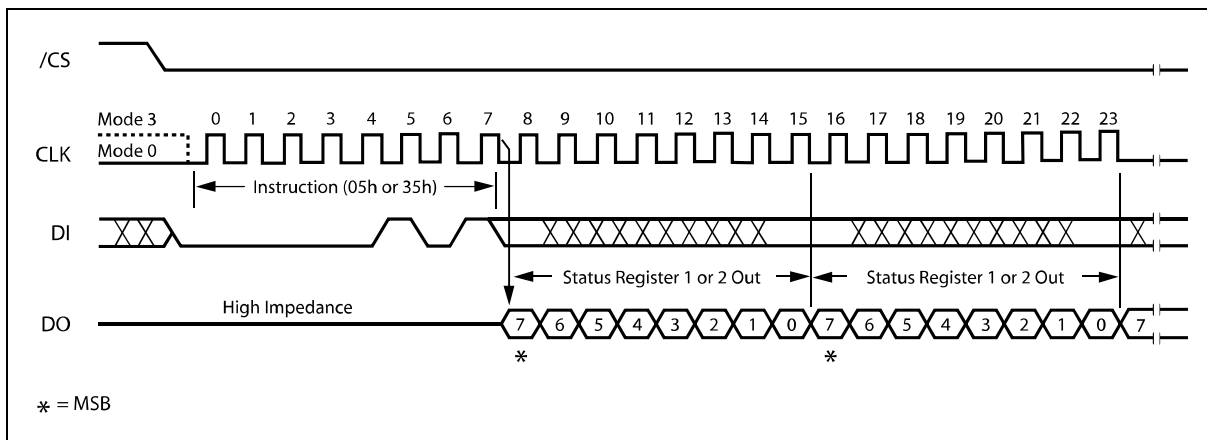 /CS
Mode 3
0 1 2 3 4 5 6 7 8 9 10 11 12 13 14 15 16 17 18 19 20 21 22 23
CLK
Mode 0
Instruction (05h or 35h)
DI
Status Register 1 or 2 Out Status Register 1 or 2 Out
High Impedance
DO
7 6 5 4 3 2 1 0 7 6 5 4 3 2 1 0 7
* *
* = MSB